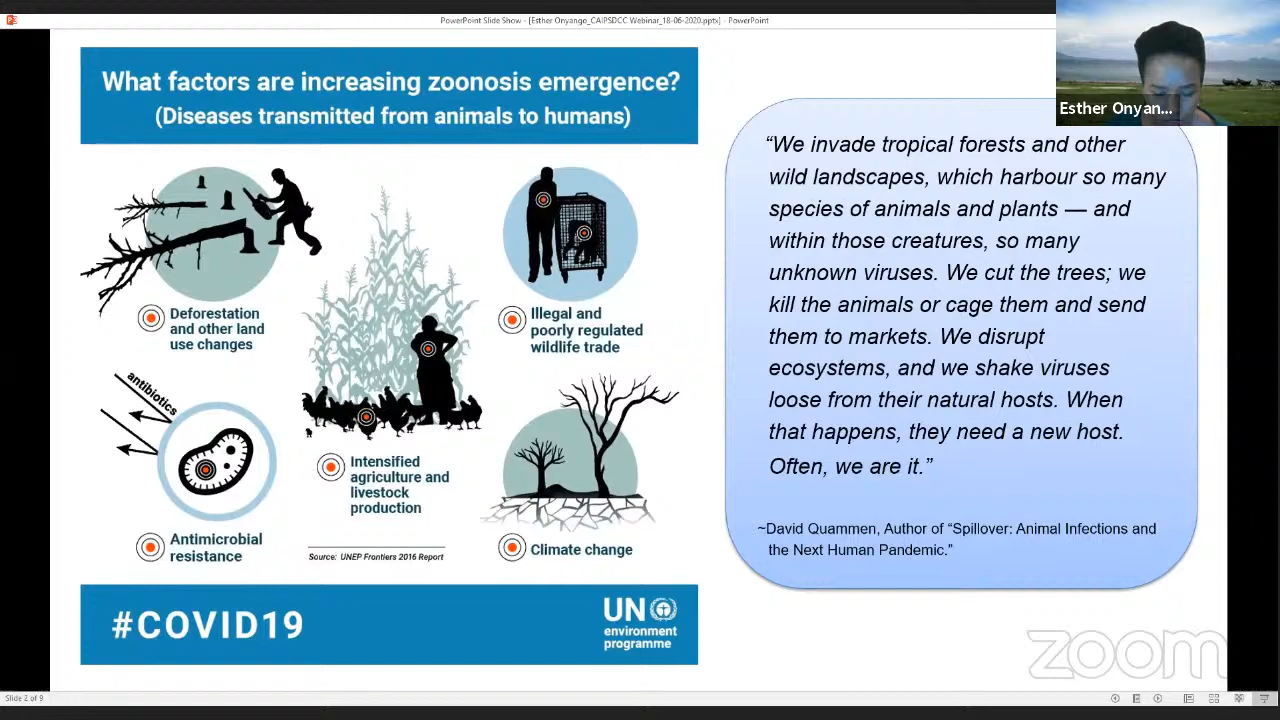 PowerPoint Slide Show - [Esther Onyango_CAIPSDCC Webinar_18-06-2020.pptx] - PowerPoint
Esther Onyan...
What factors are increasing zoonosis emergence?
(Diseases transmitted from animals to humans)
Deforestation
and other land
use changes
Illegal and
poorly regulated
wildlife trade
antibiotics
Intensified
agriculture and
livestock
production
Antimicrobial
resistance
Source: UNEP Frontiers 2016 Report
Climate change
#COVID19
UN
environment
programme
“We invade tropical forests and other
wild landscapes, which harbour so many
species of animals and plants — and
within those creatures, so many
unknown viruses. We cut the trees; we
kill the animals or cage them and send
them to markets. We disrupt
ecosystems, and we shake viruses
loose from their natural hosts. When
that happens, they need a new host.
Often, we are it.”
~David Quammen, Author of “Spillover: Animal Infections and
the Next Human Pandemic.”
zoom
Slide 2 of 9